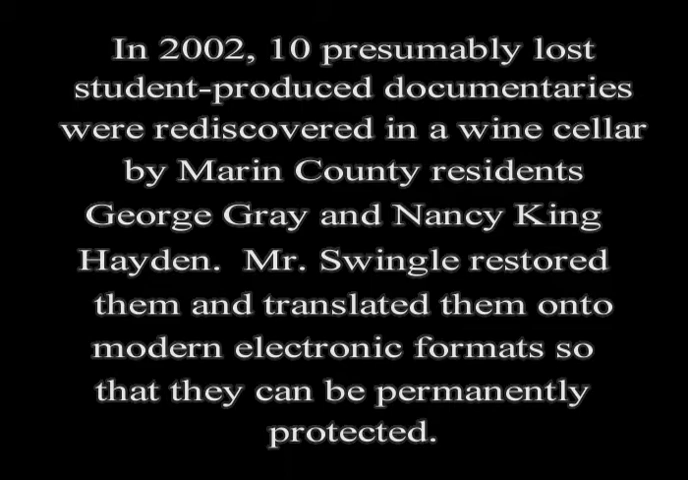 In 2002, 10 presumably lost
student-produced documentaries
were rediscovered in a wine cellar
by Marin County residents
George Gray and Nancy King
Hayden.  Mr. Swingle restored
them and translated them onto
modern electronic formats so
that they can be permanently
protected.